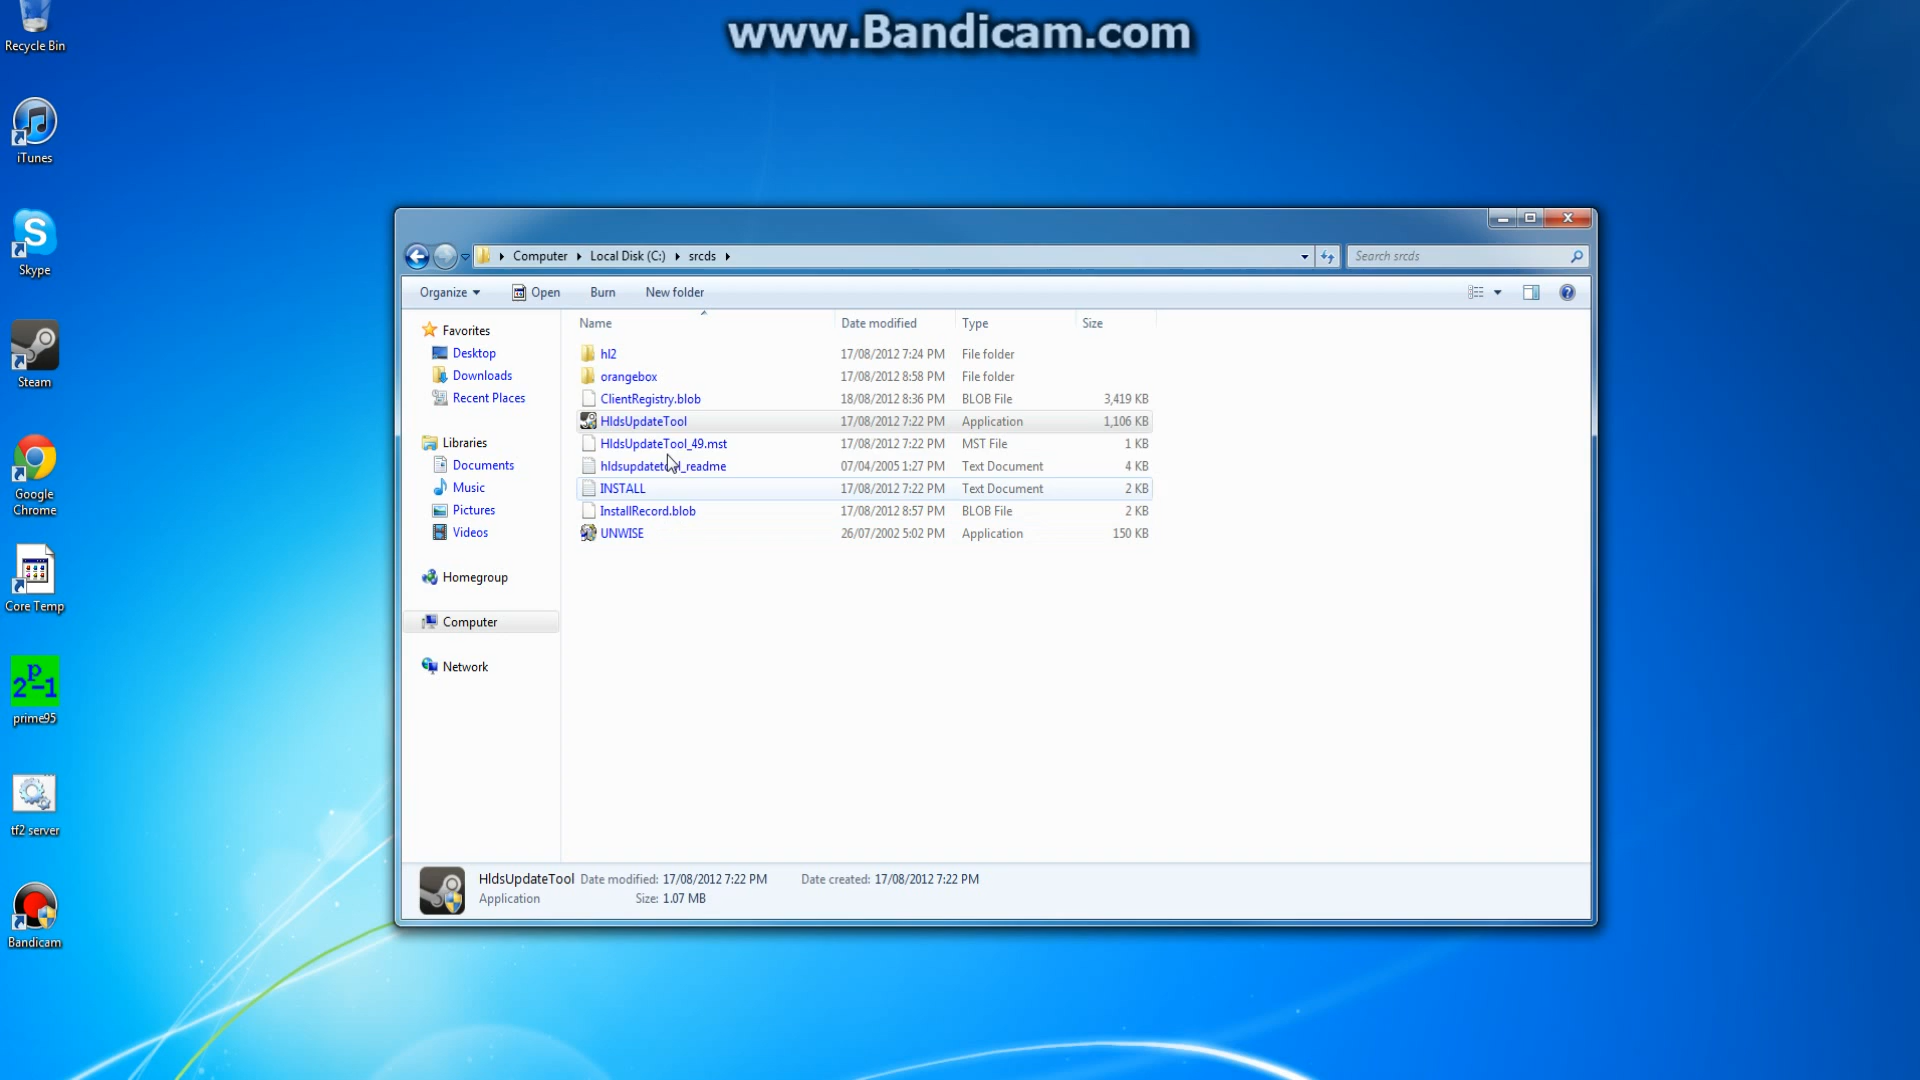 www.Bandicam.com
Recycle Bin
iTunes
Skype
Steam
Google Chrome
Core Temp
2P-1
prime95
tf2 server
Bandicam
Computer Local Disk (C:) srcds
Search srcds
Organize Open Burn New folder
Favorites
Desktop
Downloads
Recent Places
Libraries
Documents
Music
Pictures
Videos
Homegroup
Computer
Network
Name Date modified Type Size
hl2 17/08/2012 7:24 PM File folder
orangebox 17/08/2012 8:58 PM File folder
ClientRegistry.blob 18/08/2012 8:36 PM BLOB File 3,419 KB
HldsUpdateTool 17/08/2012 7:22 PM Application 1,106 KB
HldsUpdateTool_49.mst 17/08/2012 7:22 PM MST File 1 KB
hldsupdatetool_readme 07/04/2005 1:27 PM Text Document 4 KB
INSTALL 17/08/2012 7:22 PM Text Document 2 KB
InstallRecord.blob 17/08/2012 8:57 PM BLOB File 2 KB
UNWISE 26/07/2002 5:02 PM Application 150 KB
HldsUpdateTool Date modified: 17/08/2012 7:22 PM Date created: 17/08/2012 7:22 PM
Application Size: 1.07 MB